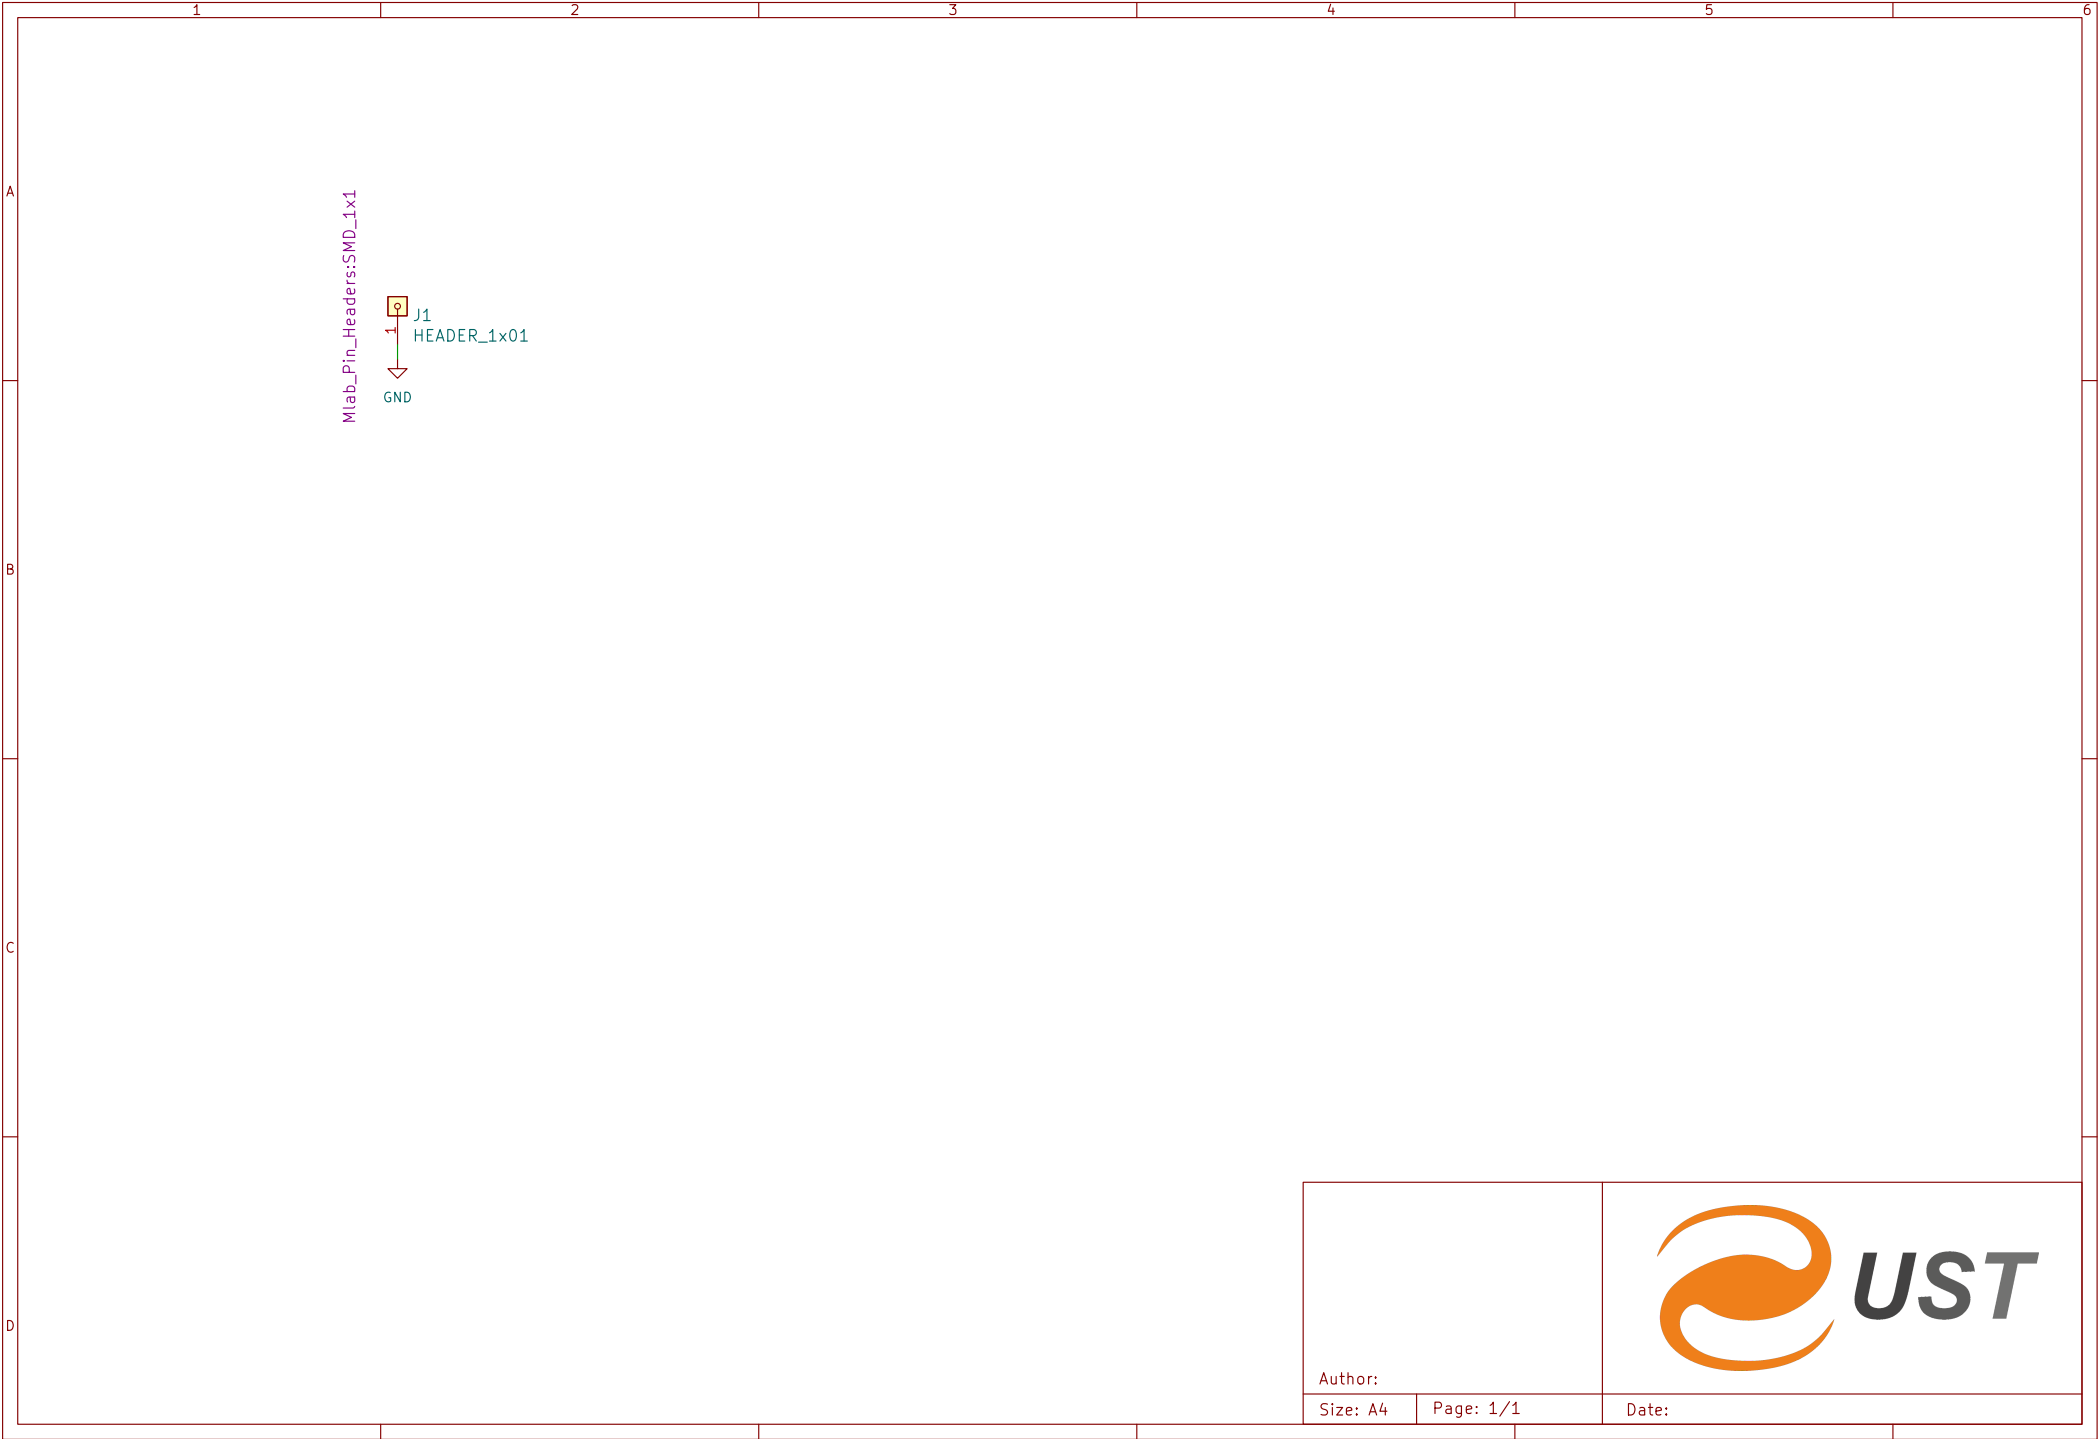 1 2 3 4 5 6
A
Mlab_Pin_Headers:SMD_1x1
J1
1
HEADER_1x01
GND
B
C
D
UST
Author:
Size: A4
Page: 1/1
Date: